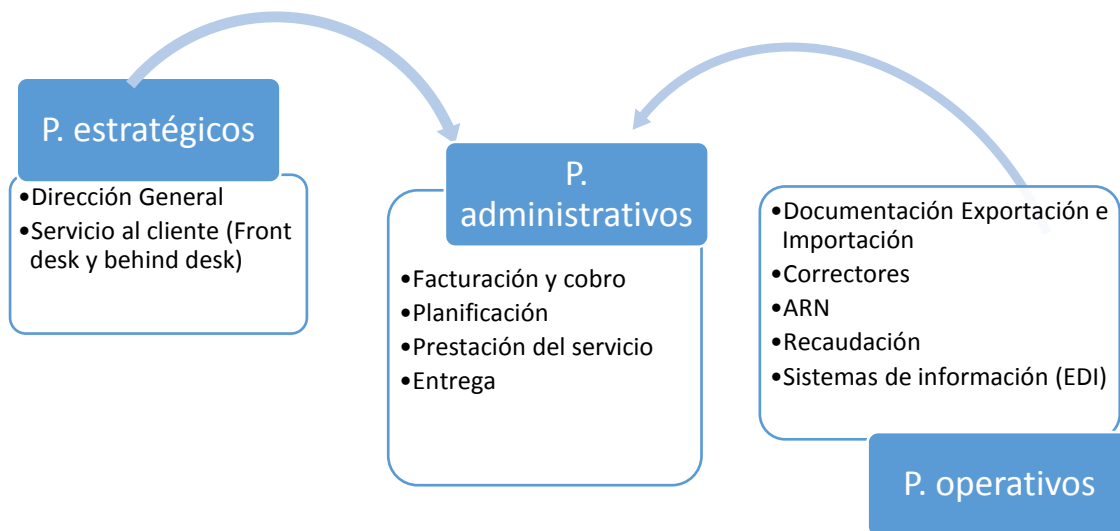 P. estratégicos
•Dirección General
•Servicio al cliente (Front
desk y behind desk)
P.
administrativos
•Facturación y cobro
•Planificación
•Prestación del servicio
•Entrega
•Documentación Exportación e
Importación
•Correctores
•ARN
•Recaudación
•Sistemas de información (EDI)
P. operativos